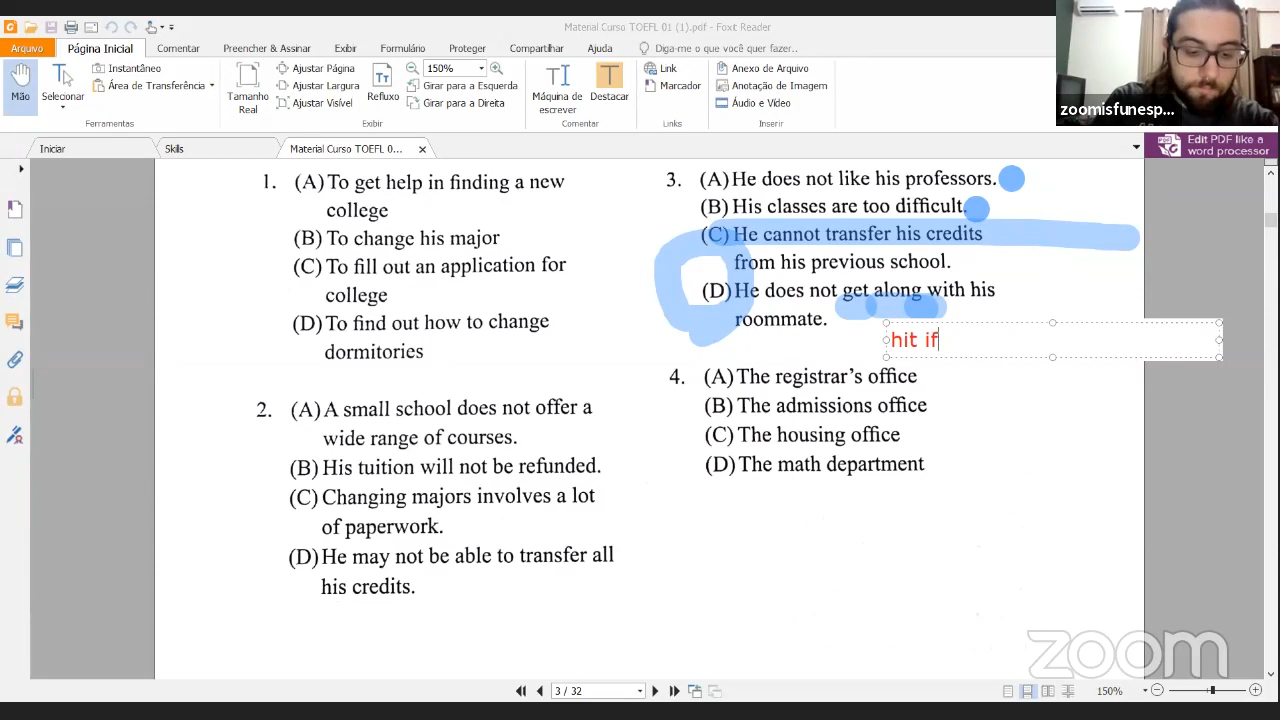 Material Curso TOEFL 01 (1).pdf - Foxit Reader
Arquivo Página Inicial Comentar Preencher & Assinar Exibir Formulário Proteger Compartilhar Ajuda Diga-me o que você quer fazer..
Mão
Selecionar
Instantâneo
Área de Transferência
Ferramentas
Tamanho
Real
Ajustar Página
Ajustar Largura
Ajustar Visível
Refluxo
150%
Girar para a Esquerda
Girar para a Direita
Exibir
Máquina de
escrever
Destacar
Comentar
Link
Marcador
Links
Anexo de Arquivo
Anotação de Imagem
Áudio e Vídeo
Inserir
zoomisfunesp...
Iniciar Skills Material Curso TOEFL 0...
Edit PDF like a
word processor
1. (A) To get help in finding a new
college
(B) To change his major
(C) To fill out an application for
college
(D) To find out how to change
dormitories
2. (A) A small school does not offer a
wide range of courses.
(B) His tuition will not be refunded.
(C) Changing majors involves a lot
of paperwork.
(D) He may not be able to transfer all
his credits.
3. (A) He does not like his professors.
(B) His classes are too difficult.
(C) He cannot transfer his credits
from his previous school.
(D) He does not get along with his
roommate.
hit if
4. (A) The registrar's office
(B) The admissions office
(C) The housing office
(D) The math department
zoom
3 / 32
150%